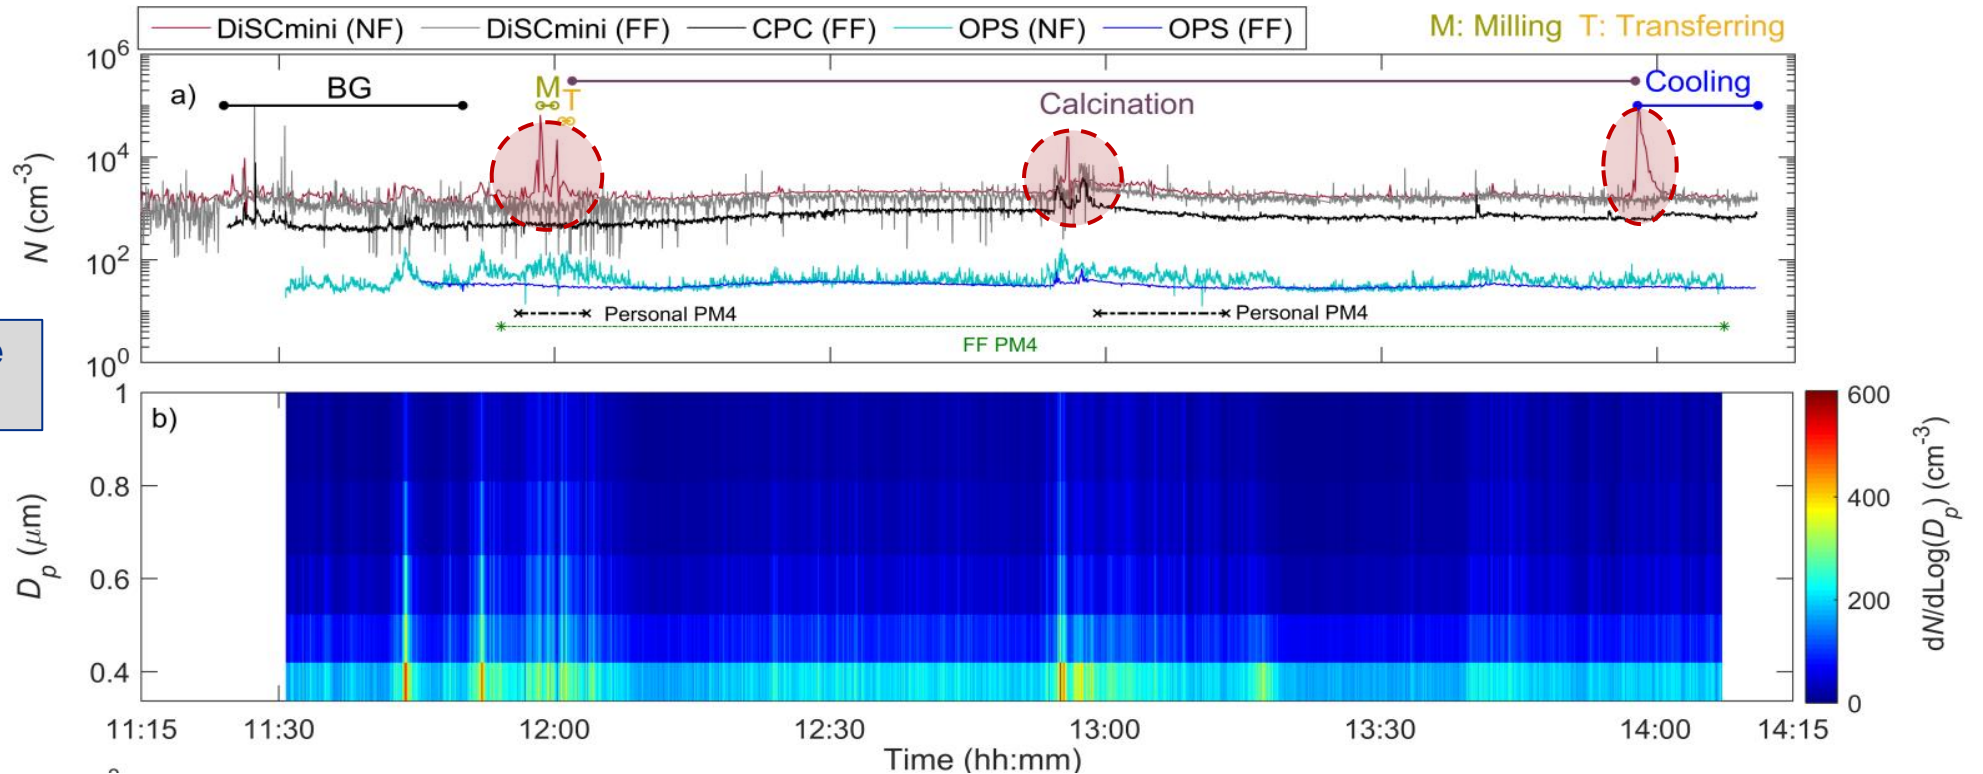 DiSCmini (NF) DiSCmini (FF) CPC (FF) OPS (NF) OPS (FF)
M: Milling T: Transferring
a)
BG
M
T
Calcination
Cooling
10^6
10^4
10^2
10^0
N (cm^-3)
Personal PM4
Personal PM4
FF PM4
e
b)
1
0.8
0.6
0.4
D_p (μm)
600
400
200
0
dN/dLog(D_p) (cm^-3)
11:15 11:30 12:00 12:30 13:00 13:30 14:00 14:15
Time (hh:mm)